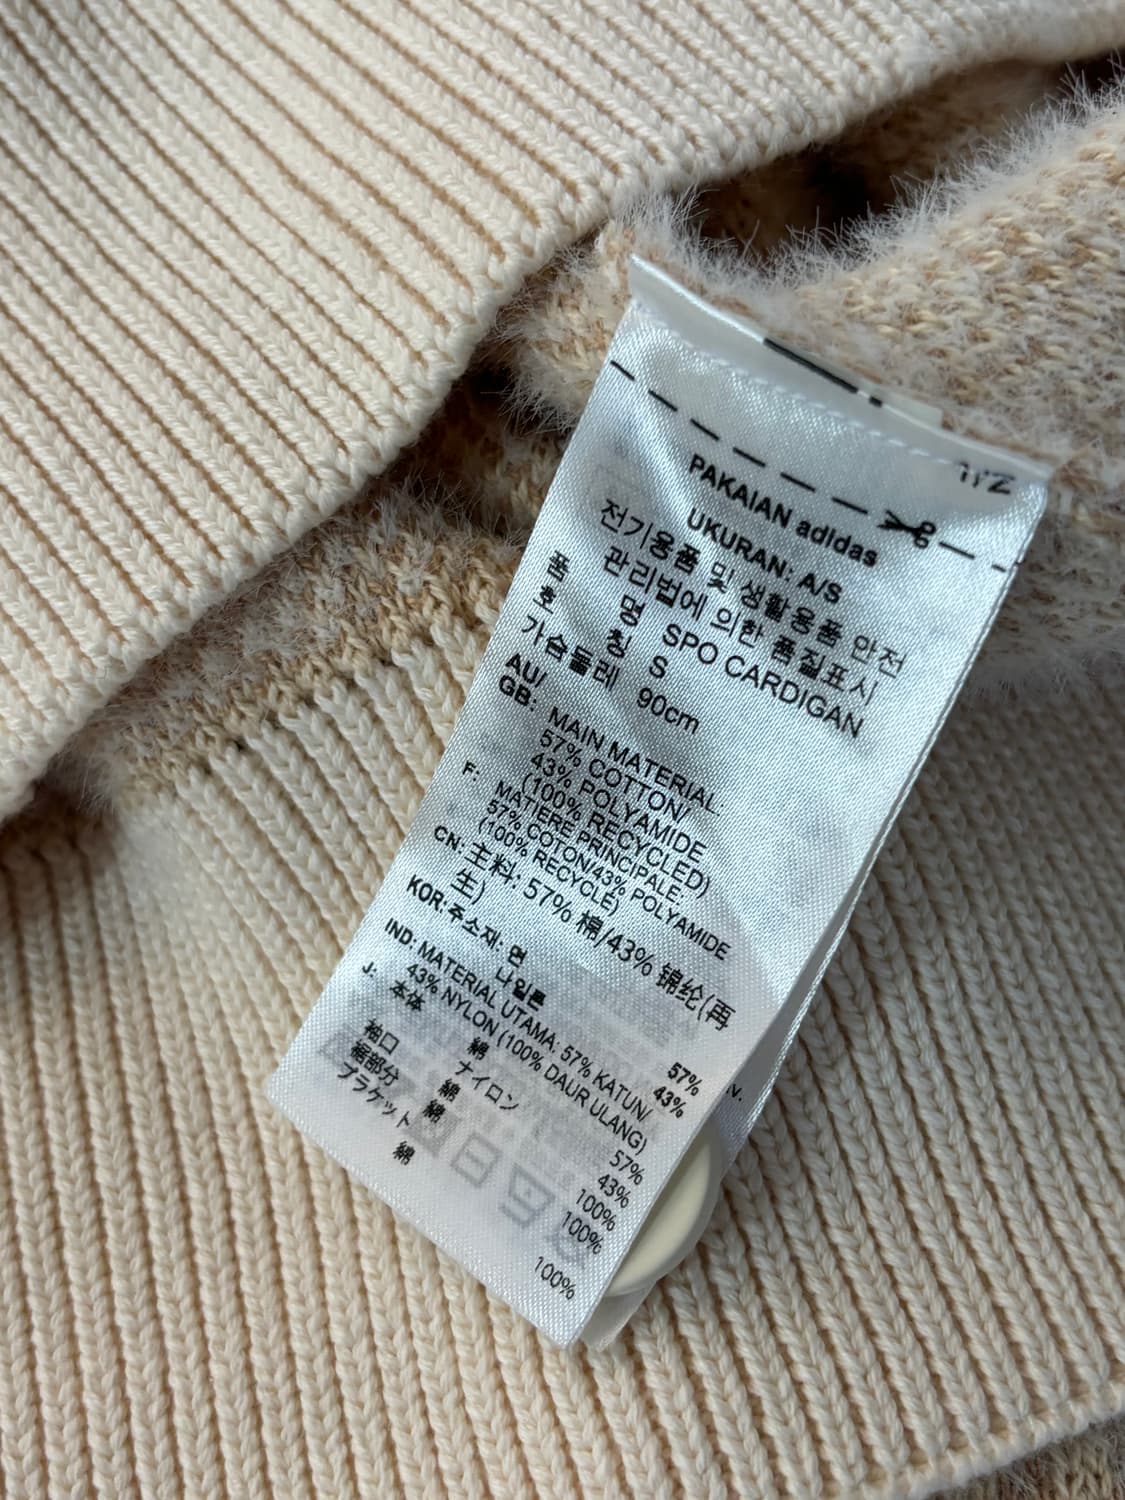 PAKAIAN adidas
UKURAN: A/S
전기용품 및 생활용품 안전
관리법에 의한 품질표시
품 명 SPO CARDIGAN
호 칭 S
가슴둘레 90cm
AU/
GB: MAIN MATERIAL:
57% COTTON/
43% POLYAMIDE
(100% RECYCLED)
F: MATIERE PRINCIPALE:
57% COTON/43% POLYAMIDE
(100% RECYCLÉ)
CN: 主料: 57% 棉/43% 锦纶(再
生)
KOR: 주소재: 면 57%
나일론 43%
IND: MATERIAL UTAMA: 57% KATUN/
43% NYLON (100% DAUR ULANG)
J: 本体 綿 57%
ナイロン 43%
袖口 綿 100%
裾部分 綿 100%
プラケット
綿 100%